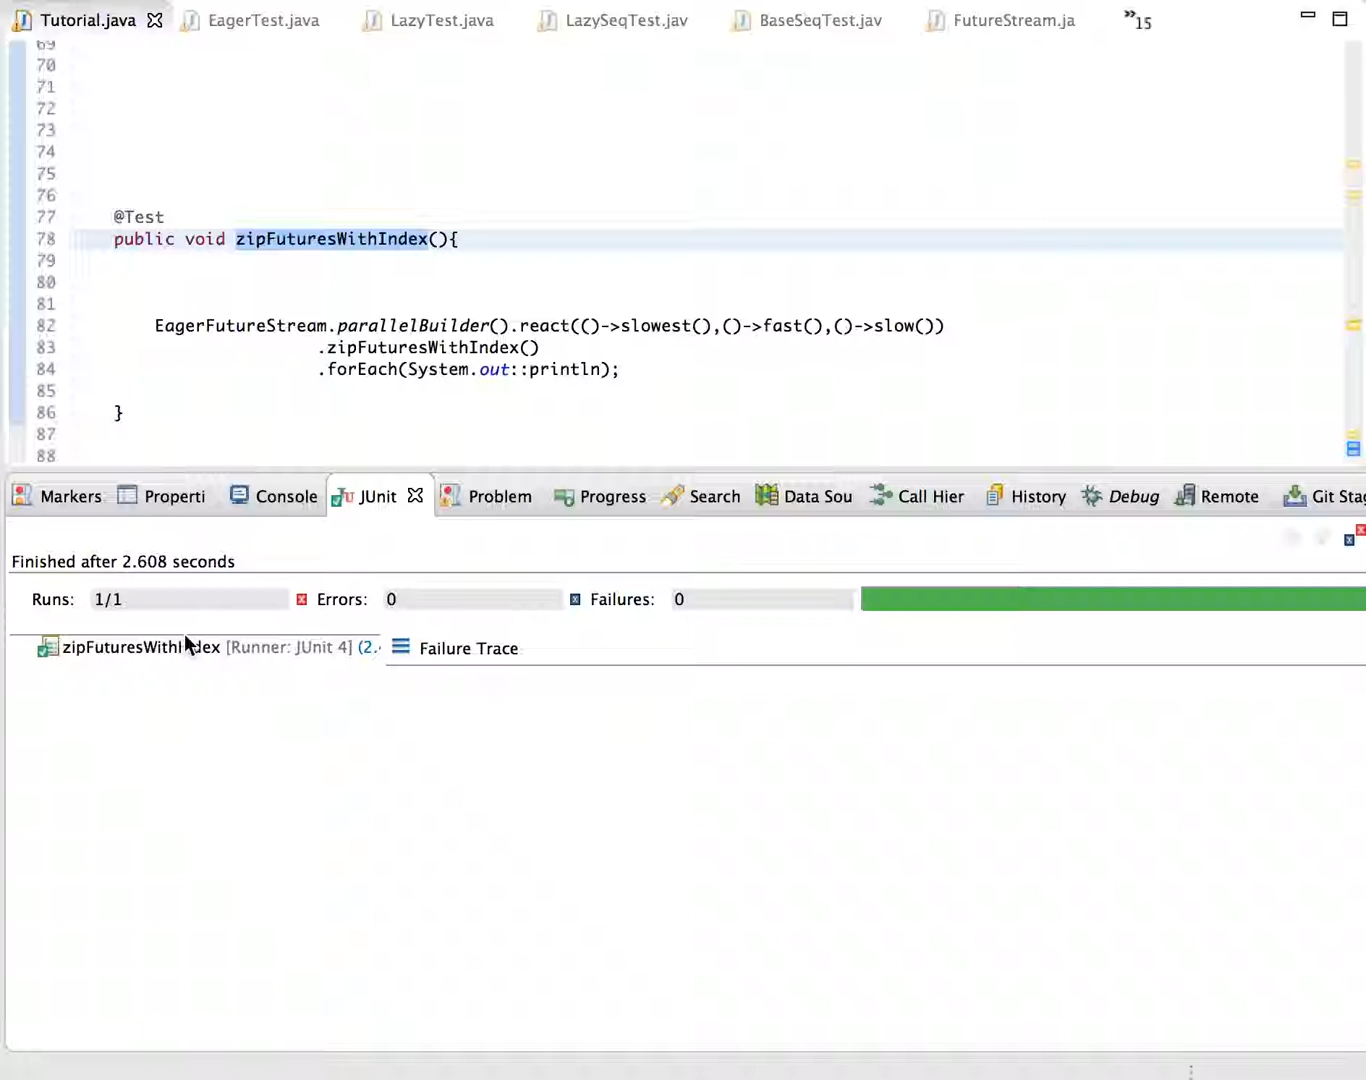 Tutorial.java EagerTest.java LazyTest.java LazySeqTest.jav BaseSeqTest.jav FutureStream.ja »15
69
70
71
72
73
74
75
76
77 @Test
78 public void zipFuturesWithIndex(){
79
80
81
82 EagerFutureStream.parallelBuilder().react(()->slowest(),()->fast(),()->slow())
83 .zipFuturesWithIndex()
84 .forEach(System.out::println);
85
86 }
87
88
Markers Properti Console JUnit Problem Progress Search Data Sou Call Hier History Debug Remote Git Stag
Finished after 2.608 seconds
Runs: 1/1 Errors: 0 Failures: 0
zipFuturesWithIndex [Runner: JUnit 4] (2. Failure Trace